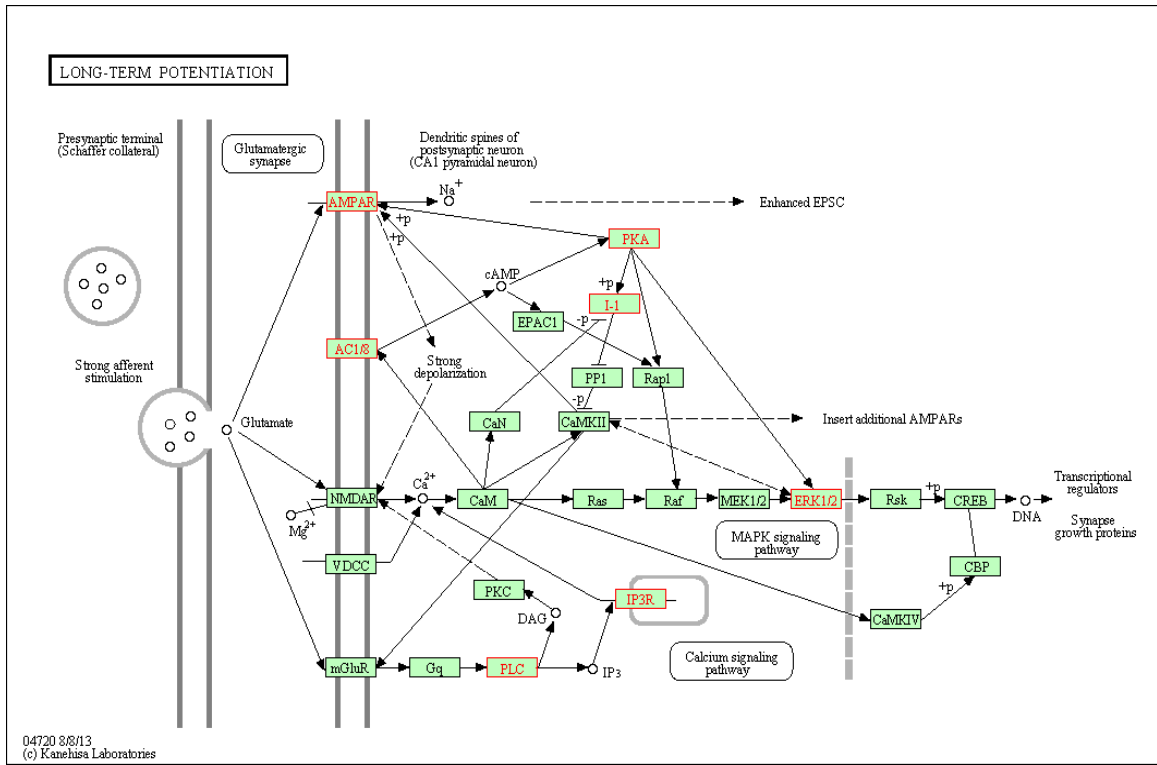 LONG-TERM POTENTIATION
Presynaptic terminal
(Schaffer collateral)
Glutamatergic
synapse
Dendritic spines of
postsynaptic neuron
(CA1 pyramidal neuron)
AMPAR
Na+
Enhanced EPSC
+p
+p
PKA
cAMP
+p
I-1
EPAC1
-p
AC1/8
Strong afferent
stimulation
Strong
depolarization
PP1
Rap1
-p
Glutamate
CaN
CaMKII
Insert additional AMPARs
Ca2+
NMDAR
CaM
Ras
Raf
MEK1/2
ERK1/2
Rsk
+p
CREB
DNA
Transcriptional
regulators
Mg2+
Synapse
growth proteins
MAPK signaling
pathway
VDCC
CBP
+p
PKC
IP3R
DAG
CaMKIV
mGluR
Gq
PLC
IP3
Calcium signaling
pathway
04720 8/8/13
(c) Kanehisa Laboratories